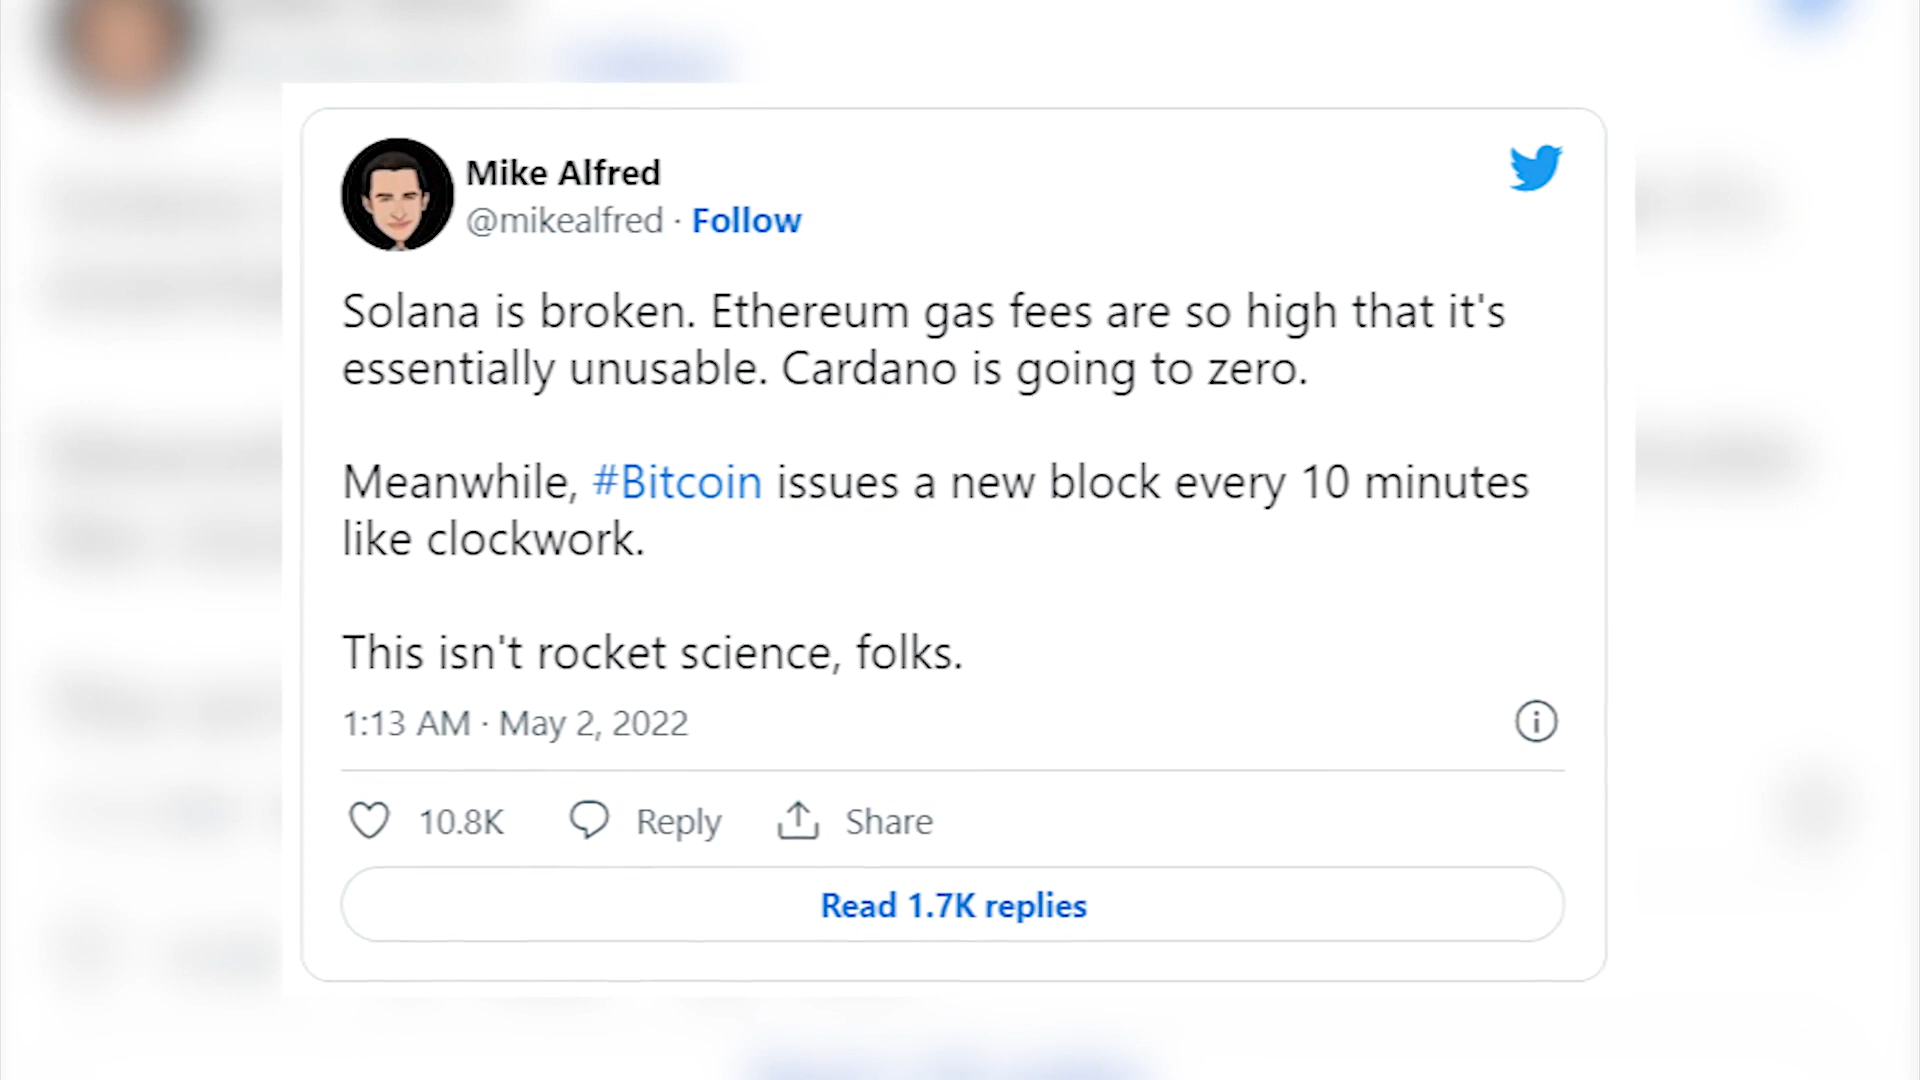 Mike Alfred
@mikealfred · Follow
Solana is broken. Ethereum gas fees are so high that it's
essentially unusable. Cardano is going to zero.
Meanwhile, #Bitcoin issues a new block every 10 minutes
like clockwork.
This isn't rocket science, folks.
1:13 AM · May 2, 2022
10.8K Reply Share
Read 1.7K replies